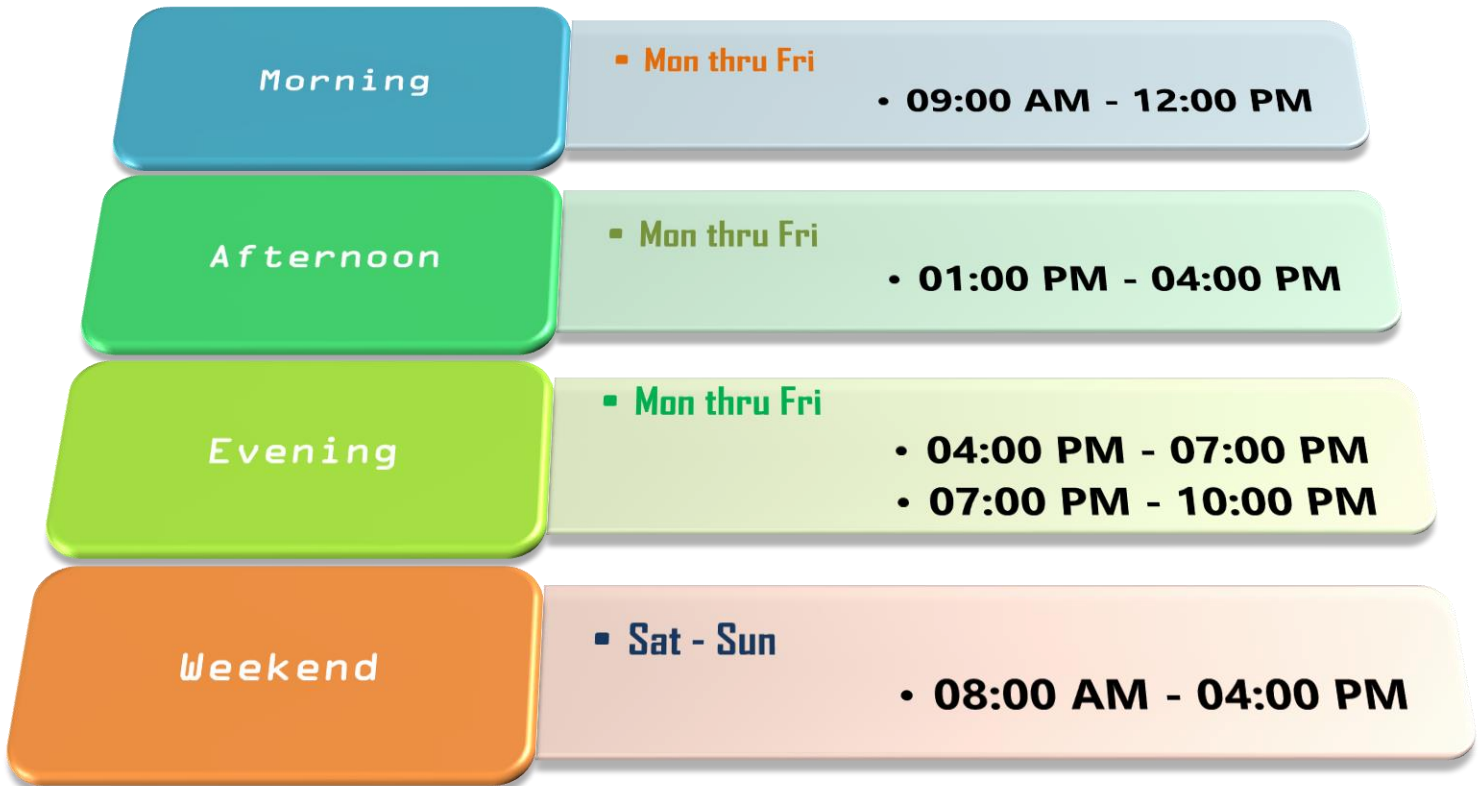 Morning
▪ Mon thru Fri
• 09:00 AM - 12:00 PM
Afternoon
▪ Mon thru Fri
• 01:00 PM - 04:00 PM
Evening
▪ Mon thru Fri
• 04:00 PM - 07:00 PM
• 07:00 PM - 10:00 PM
Weekend
▪ Sat - Sun
• 08:00 AM - 04:00 PM